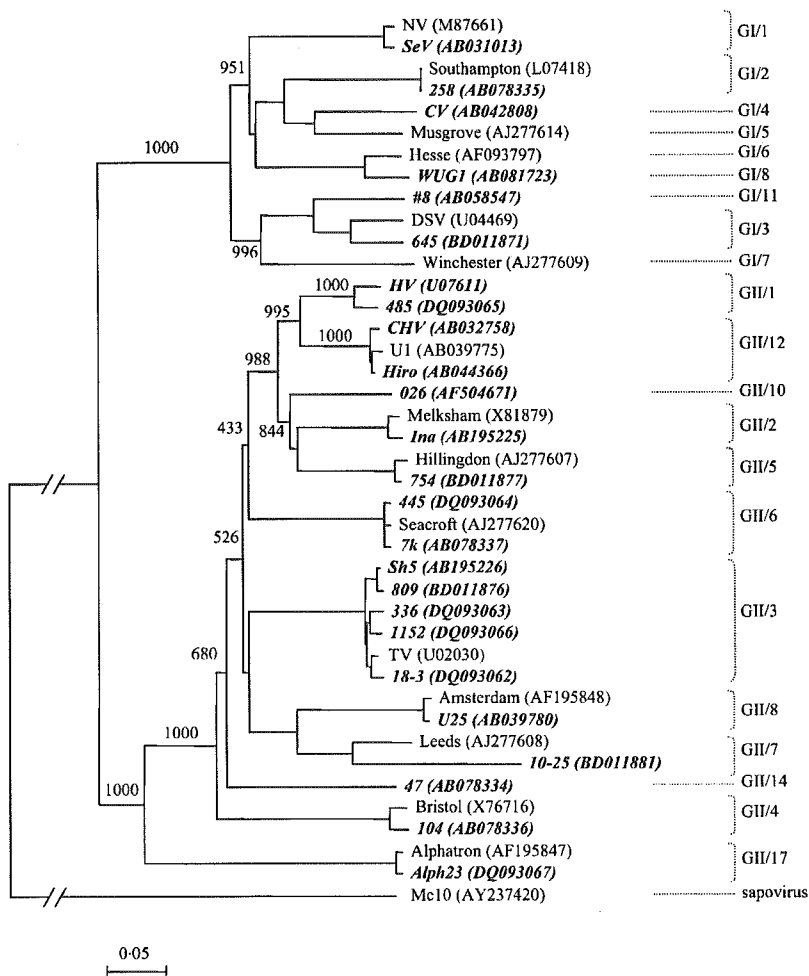 NV (M87661)
GI/1
SeV (AB031013)
951
Southampton (L07418)
GI/2
258 (AB078335)
CV (AB042808)
GI/4
Musgrove (AJ277614)
GI/5
1000
Hesse (AF093797)
GI/6
WUG1 (AB081723)
GI/8
#8 (AB058547)
GI/11
DSV (U04469)
GI/3
645 (BD011871)
996
Winchester (AJ277609)
GI/7
1000
HV (U07611)
GII/1
485 (DQ093065)
995
CHV (AB032758)
1000
U1 (AB039775)
GII/12
Hiro (AB044366)
988
026 (AF504671)
GII/10
Melksham (X81879)
GII/2
433
844
Ina (AB195225)
Hillingdon (AJ277607)
GII/5
754 (BD011877)
445 (DQ093064)
Seacroft (AJ277620)
GII/6
526
7k (AB078337)
Sh5 (AB195226)
809 (BD011876)
336 (DQ093063)
GII/3
1152 (DQ093066)
680
TV (U02030)
18-3 (DQ093062)
Amsterdam (AF195848)
GII/8
U25 (AB039780)
1000
Leeds (AJ277608)
GII/7
10-25 (BD011881)
1000
47 (AB078334)
GII/14
Bristol (X76716)
GII/4
104 (AB078336)
Alphatron (AF195847)
GII/17
Alph23 (DQ093067)
Mc10 (AY237420)
sapovirus
0·05